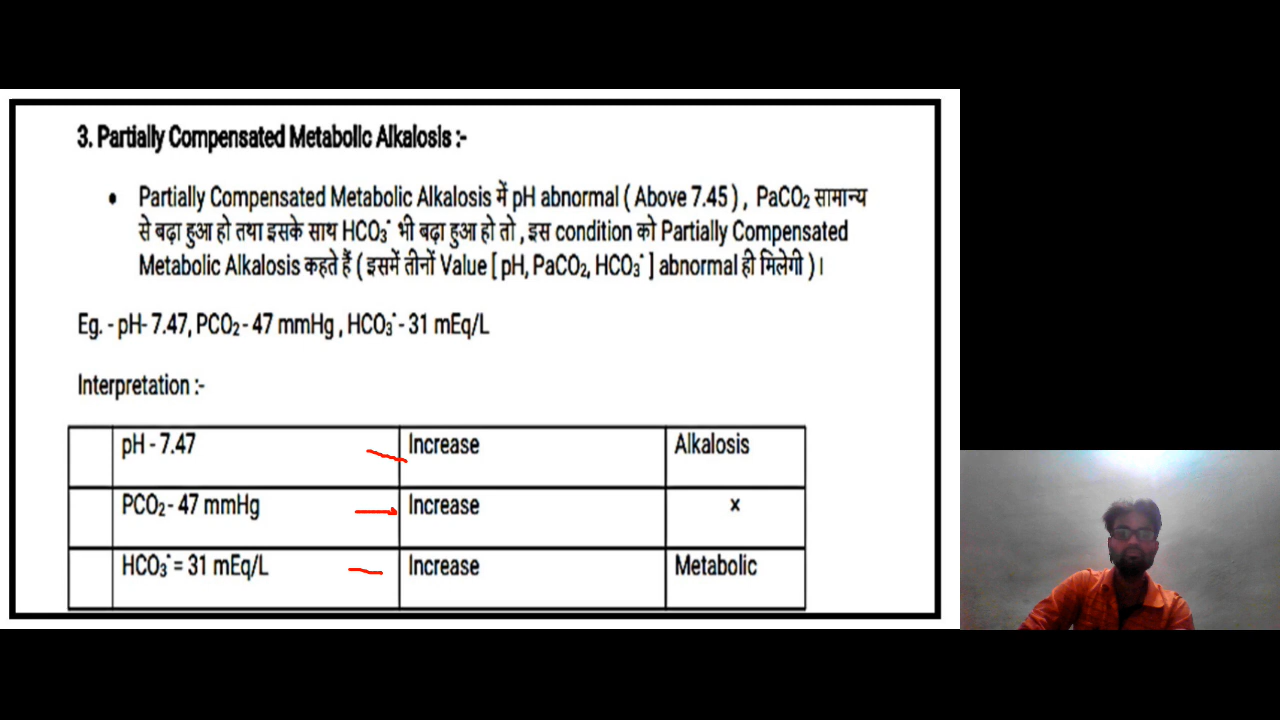 3. Partially Compensated Metabolic Alkalosis :-
• Partially Compensated Metabolic Alkalosis में pH abnormal ( Above 7.45 ) , PaCO₂ सामान्य
से बढ़ा हुआ हो तथा इसके साथ HCO₃⁻ भी बढ़ा हुआ हो तो , इस condition को Partially Compensated
Metabolic Alkalosis कहते हैं ( इसमें तीनों Value [ pH, PaCO₂, HCO₃⁻ ] abnormal ही मिलेगी ) ।
Eg. - pH- 7.47, PCO₂ - 47 mmHg , HCO₃⁻ - 31 mEq/L
Interpretation :-
pH - 7.47 Increase Alkalosis
PCO₂ - 47 mmHg Increase x
HCO₃⁻ = 31 mEq/L Increase Metabolic